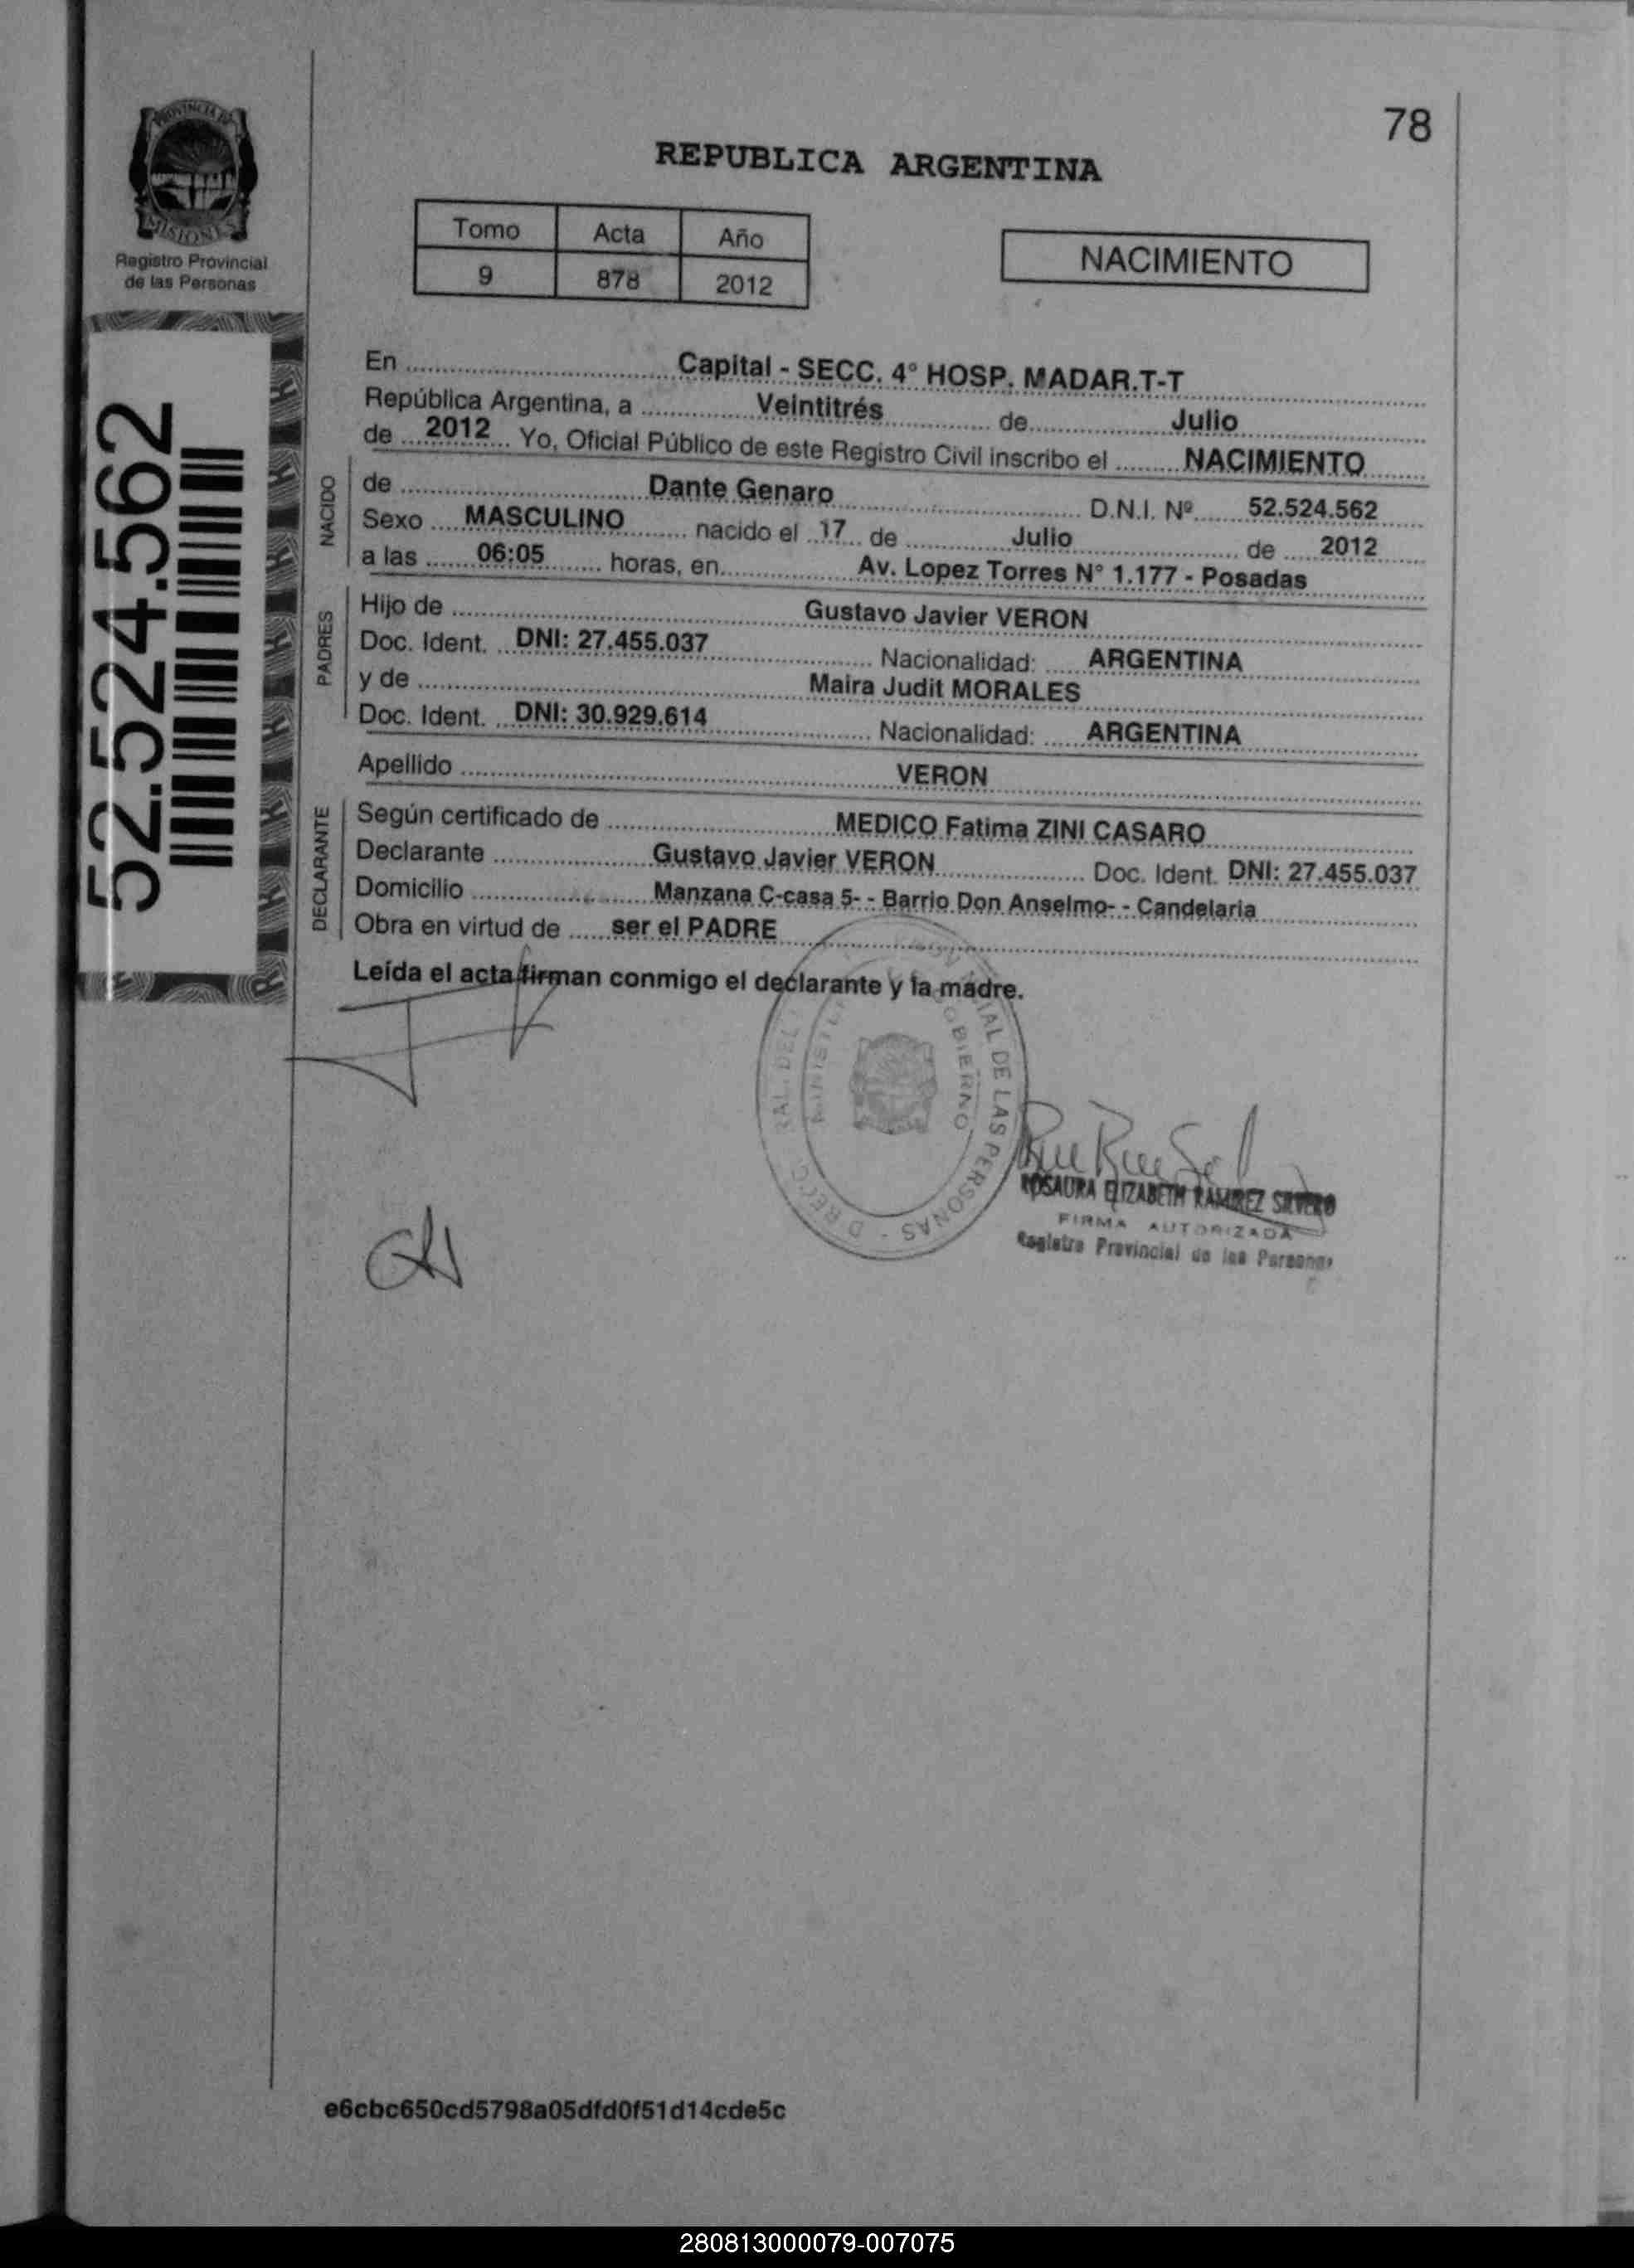 78
PROVINCIA DE
MISIONES
Registro Provincial
de las Personas
REPUBLICA ARGENTINA
Tomo Acta Año
9 878 2012
NACIMIENTO
52.524.562
En Capital - SECC. 4° HOSP. MADAR.T-T
República Argentina, a Veintitrés de Julio
de 2012 Yo, Oficial Público de este Registro Civil inscribo el NACIMIENTO
NACIDO
de Dante Genaro D.N.I. Nº 52.524.562
Sexo MASCULINO nacido el 17 de Julio de 2012
a las 06:05 horas, en Av. Lopez Torres N° 1.177 - Posadas
PADRES
Hijo de Gustavo Javier VERON
Doc. Ident. DNI: 27.455.037 Nacionalidad: ARGENTINA
y de Maira Judit MORALES
Doc. Ident. DNI: 30.929.614 Nacionalidad: ARGENTINA
Apellido VERON
DECLARANTE
Según certificado de MEDICO Fatima ZINI CASARO
Declarante Gustavo Javier VERON Doc. Ident. DNI: 27.455.037
Domicilio Manzana C-casa 5- - Barrio Don Anselmo- - Candelaria
Obra en virtud de ser el PADRE
Leída el acta firman conmigo el declarante y la madre.
DE LAS PERSONAS
GOBIERNO
ROSAURA ELIZABETH RAMIREZ SILVERO
FIRMA AUTORIZADA
Registro Provincial de las Personas
e6cbc650cd5798a05dfd0f51d14cde5c
280813000079-007075